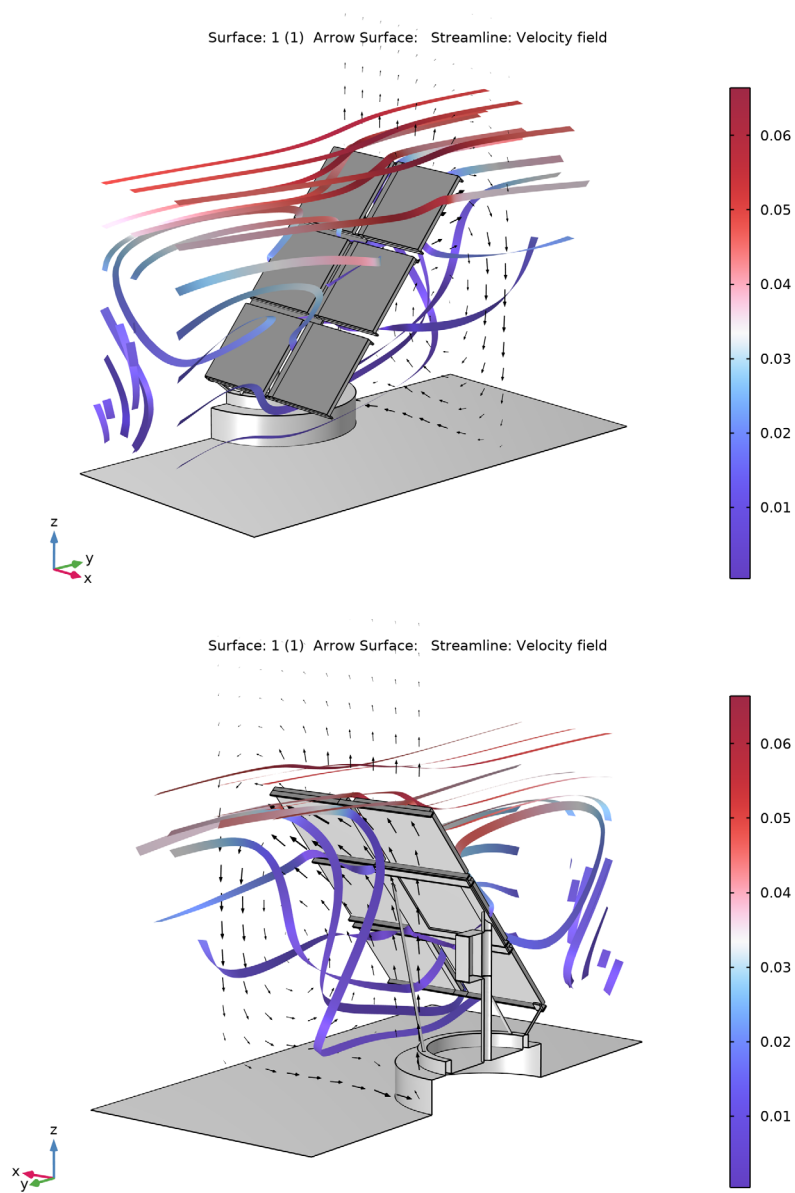 Surface: 1 (1)  Arrow Surface:   Streamline: Velocity field
0.06
0.05
0.04
0.03
0.02
0.01
z
y
x
Surface: 1 (1)  Arrow Surface:   Streamline: Velocity field
0.06
0.05
0.04
0.03
0.02
0.01
z
x
y